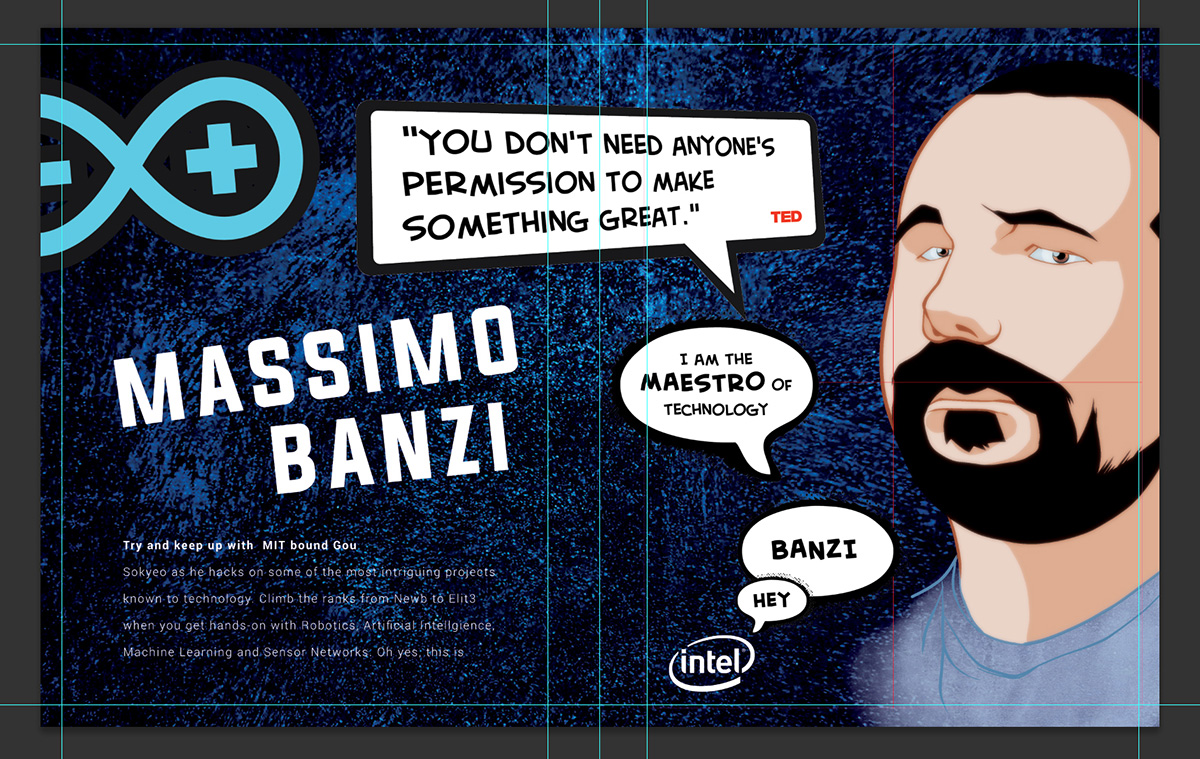 "YOU DON'T NEED ANYONE'S
PERMISSION TO MAKE
SOMETHING GREAT."
TED
MASSIMO
BANZI
I AM THE
MAESTRO OF
TECHNOLOGY
BANZI
HEY
intel
Try and keep up with MIT bound Gou
Sokyeo as he hacks on some of the most intriguing projects
known to technology. Climb the ranks from Newb to Elit3
when you get hands-on with Robotics, Artificial Intellgience,
Machine Learning and Sensor Networks. Oh yes, this is